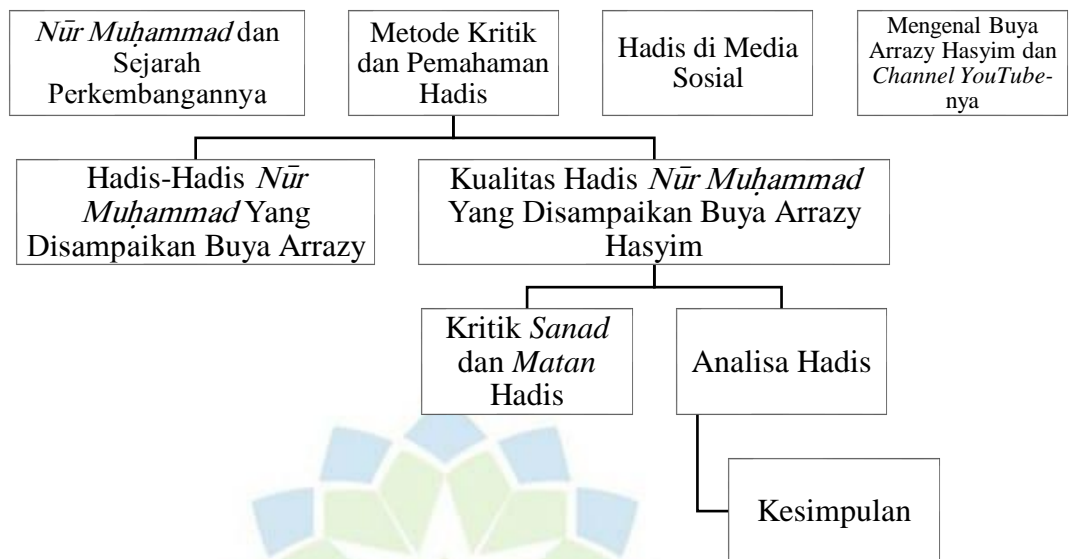 Nūr Muḥammad dan
Sejarah
Perkembangannya
Metode Kritik
dan Pemahaman
Hadis
Hadis di Media
Sosial
Mengenal Buya
Arrazy Hasyim dan
Channel YouTube-
nya
Hadis-Hadis Nūr
Muḥammad Yang
Disampaikan Buya Arrazy
Kualitas Hadis Nūr Muḥammad
Yang Disampaikan Buya Arrazy
Hasyim
Kritik Sanad
dan Matan
Hadis
Analisa Hadis
Kesimpulan